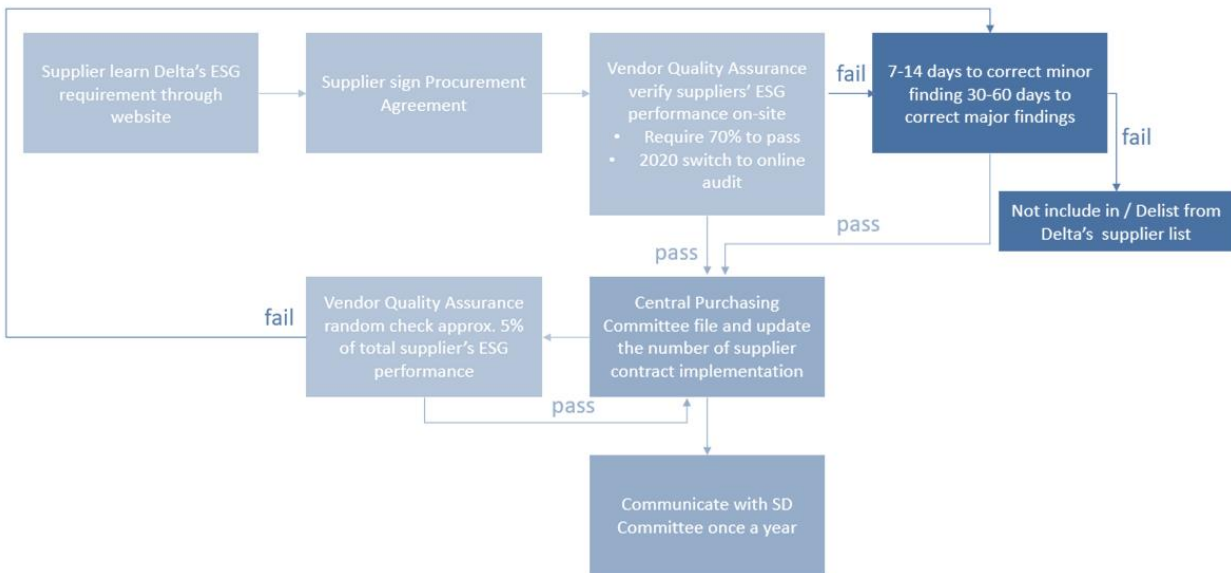 Supplier learn Delta's ESG
requirement through
website
Supplier sign Procurement
Agreement
Vendor Quality Assurance
verify suppliers' ESG
performance on-site
• Require 70% to pass
• 2020 switch to online
audit
fail
7-14 days to correct minor
finding 30-60 days to
correct major findings
fail
Not include in / Delist from
Delta's supplier list
pass
pass
fail
Vendor Quality Assurance
random check approx. 5%
of total supplier's ESG
performance
Central Purchasing
Committee file and update
the number of supplier
contract implementation
pass
Communicate with SD
Committee once a year